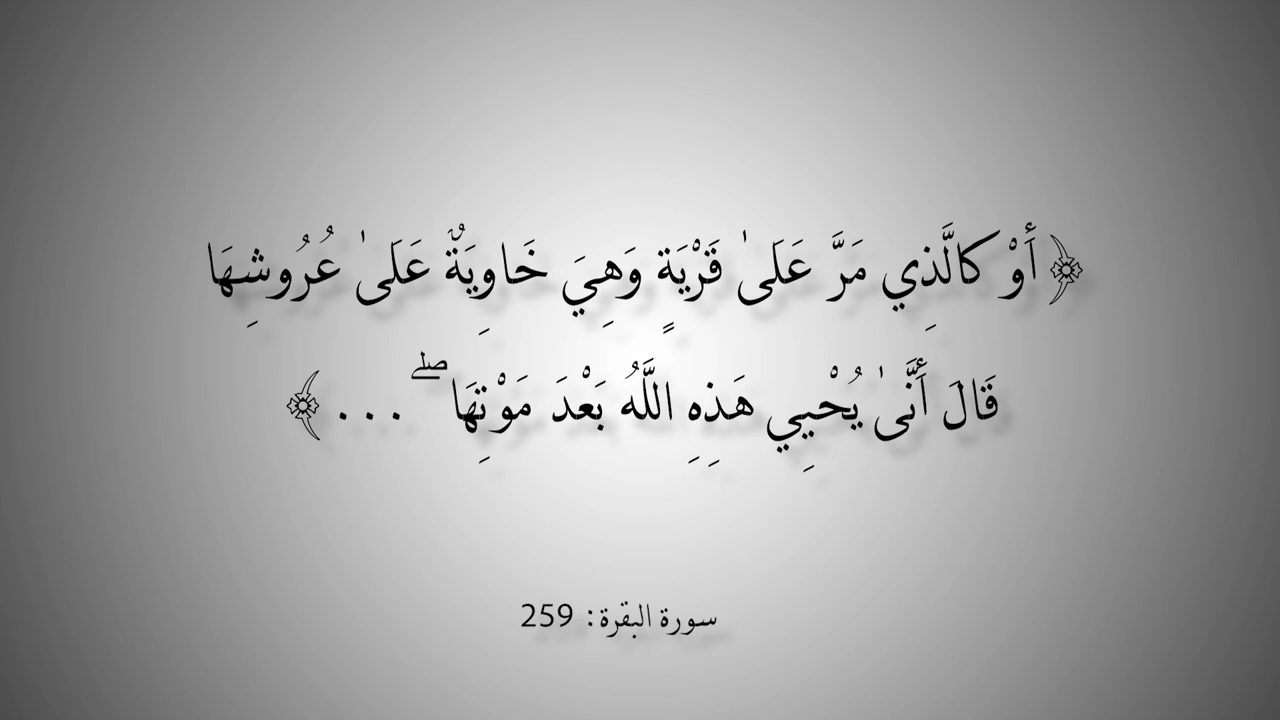 ﴿ أَوْ كَالَّذِي مَرَّ عَلَىٰ قَرْيَةٍ وَهِيَ خَاوِيَةٌ عَلَىٰ عُرُوشِهَا
قَالَ أَنَّىٰ يُحْيِي هَذِهِ اللَّهُ بَعْدَ مَوْتِهَا ۖ . . . ﴾
سورة البقرة: 259